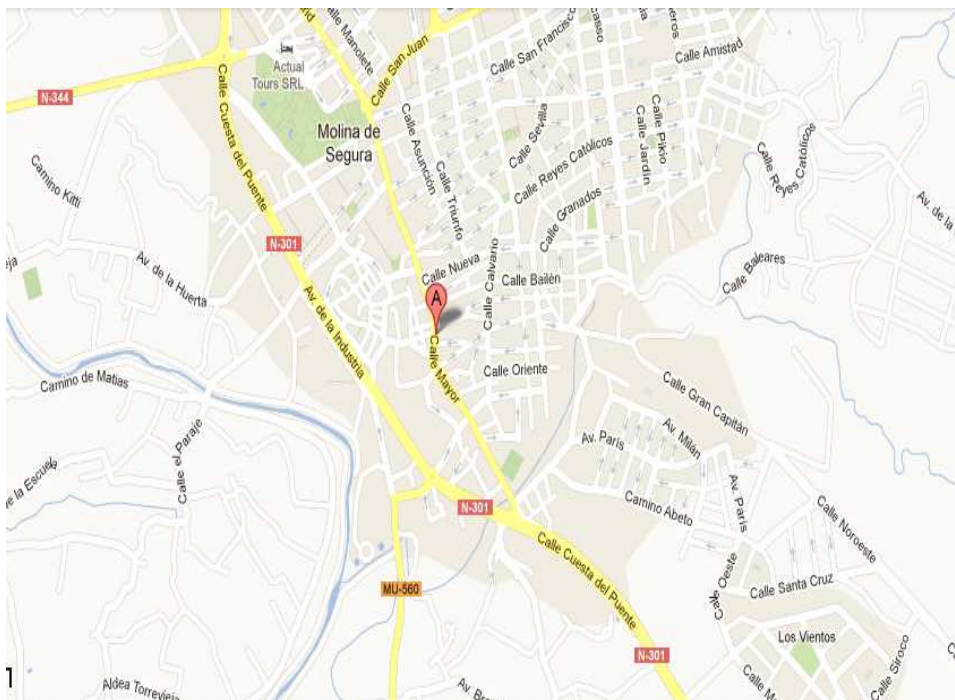 Calle Manolete
Calle San Juan
Calle San Francisco
Calle Amistad
Actual
Tours SRL
N-344
Calle Cuesta del Puente
Molina de
Segura
Calle Asunción
Calle Triunfo
Calle Sevilla
Calle Reyes Católicos
Calle Jardín
Calle Pikio
Calle Reyes Católicos
Camino Kitti
Av. de la
Calle Granados
N-301
Av. de la Huerta
Calle Nueva
Calle Calvario
Calle Bailén
Calle Baleares
A
Av. de la Industria
Calle Mayor
Calle Oriente
Camino de Matias
Calle Gran Capitán
Calle el Paraje
Av. París
Av. Milán
Av. París
de la Escuela
N-301
Camino Abeto
Calle Noroeste
Calle Cuesta del Puente
Calle Oeste
Calle Santa Cruz
MU-560
Los Vientos
Calle Siroco
N-301
Aldea Torrevieja